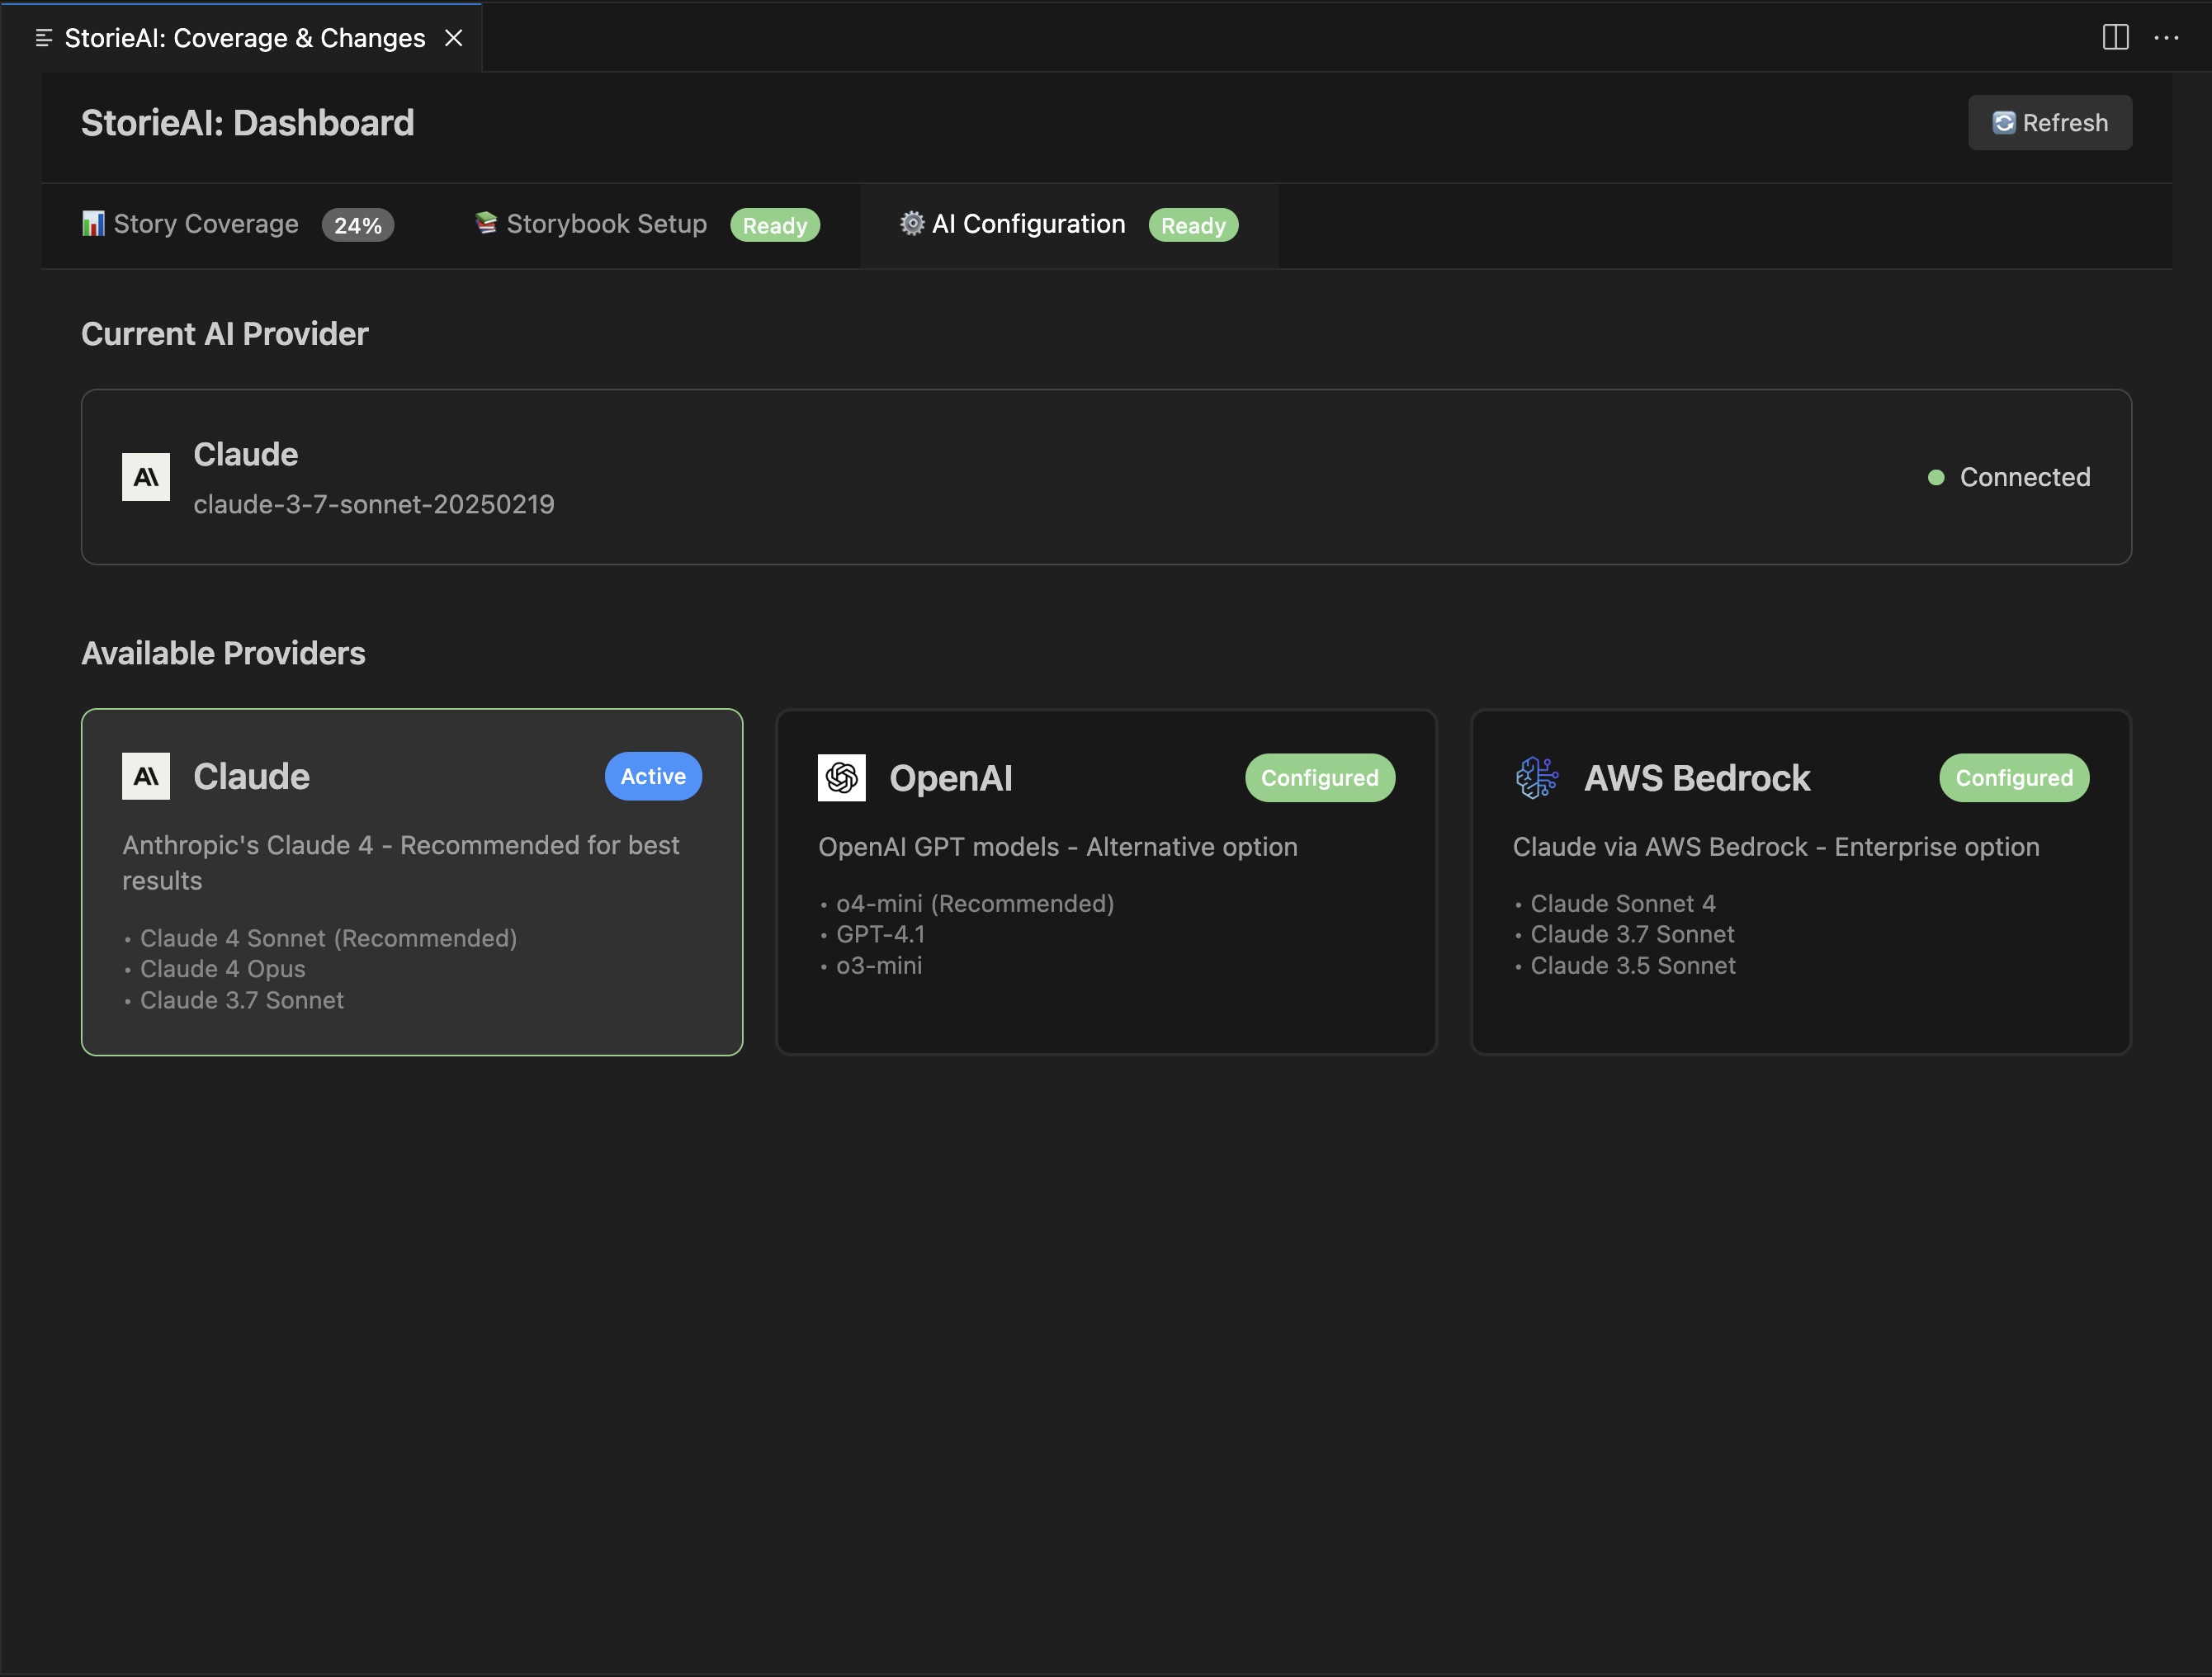 StorieAI: Coverage & Changes
StorieAI: Dashboard
Refresh
Story Coverage 24%
Storybook Setup Ready
AI Configuration Ready
Current AI Provider
Claude
claude-3-7-sonnet-20250219
Connected
Available Providers
Claude
Active
Anthropic's Claude 4 - Recommended for best
results
• Claude 4 Sonnet (Recommended)
• Claude 4 Opus
• Claude 3.7 Sonnet
OpenAI
Configured
OpenAI GPT models - Alternative option
• o4-mini (Recommended)
• GPT-4.1
• o3-mini
AWS Bedrock
Configured
Claude via AWS Bedrock - Enterprise option
• Claude Sonnet 4
• Claude 3.7 Sonnet
• Claude 3.5 Sonnet